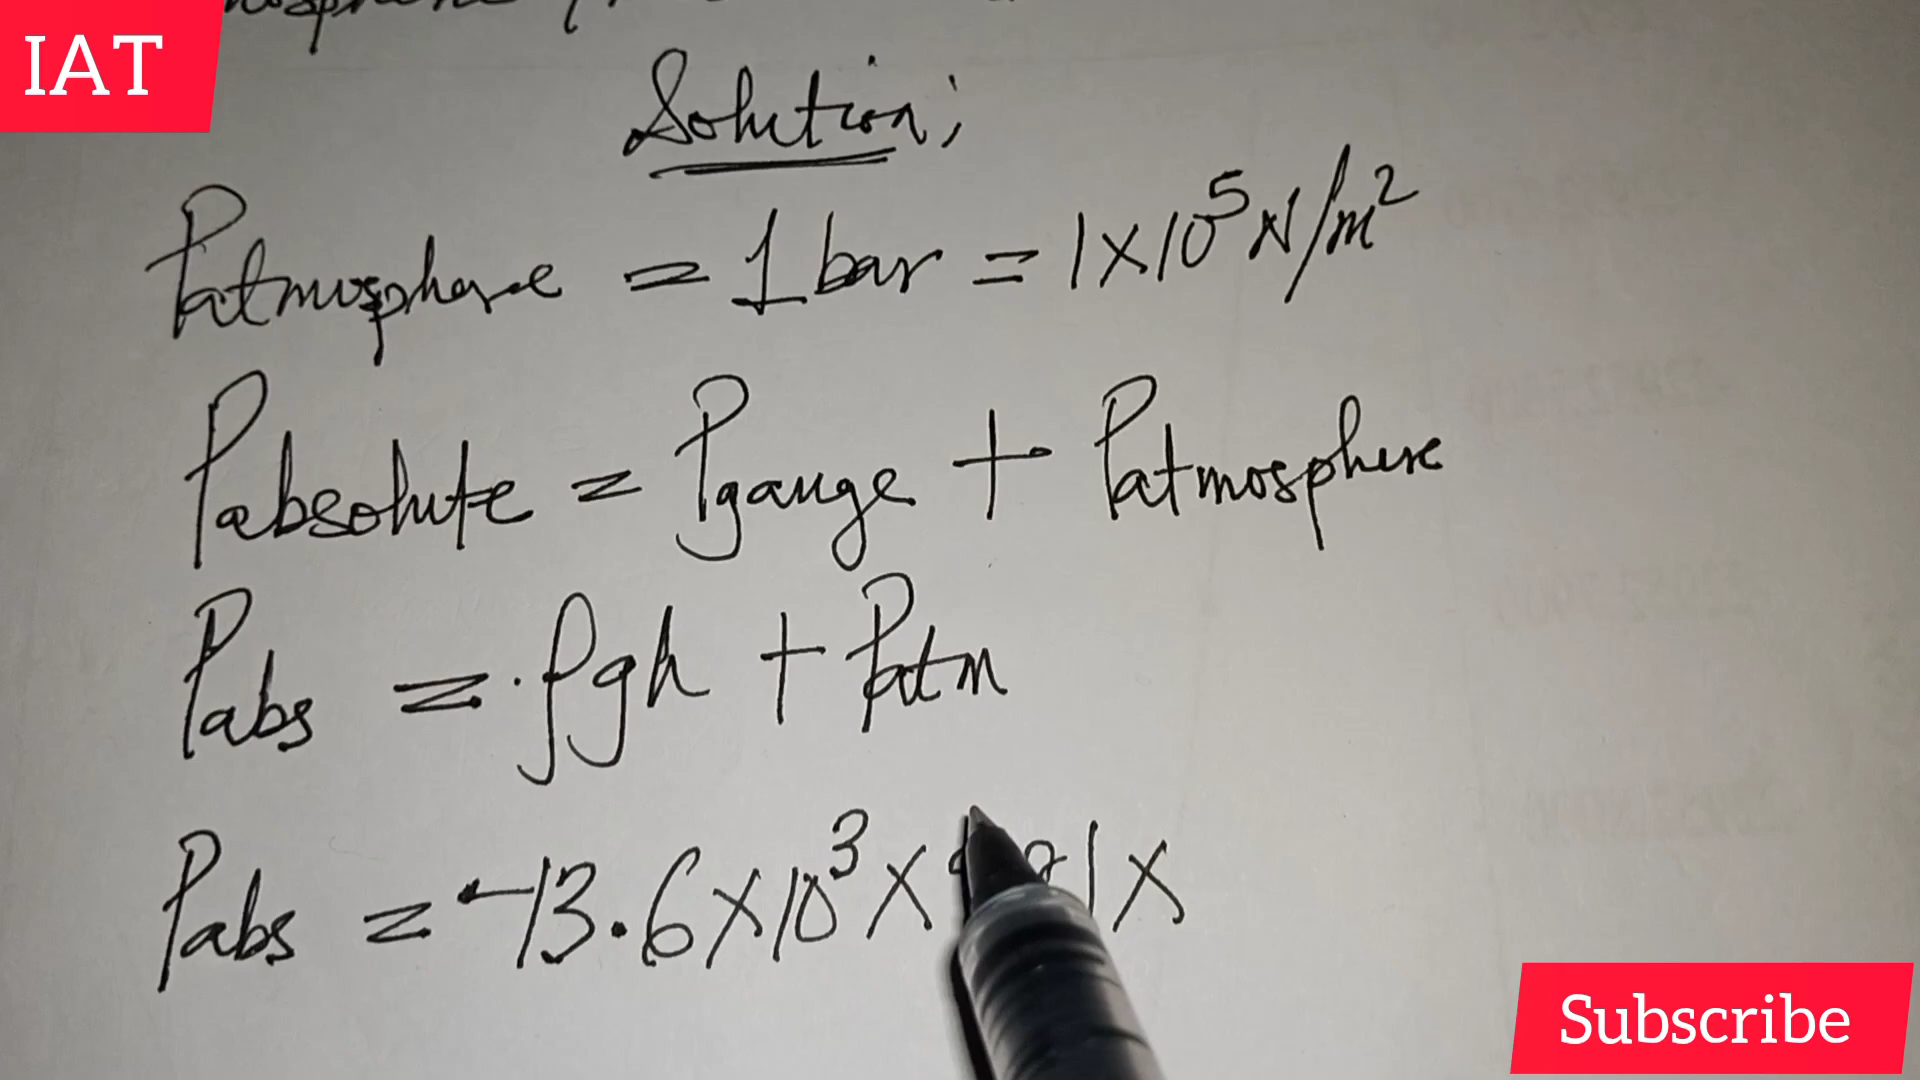 IAT
Solution;
Patmosphere = 1 bar = 1×10⁵ N/m²
Pabsolute = Pgauge + Patmosphere
Pabs = ρgh + Patm
Pabs = -13.6×10³×
1×
Subscribe